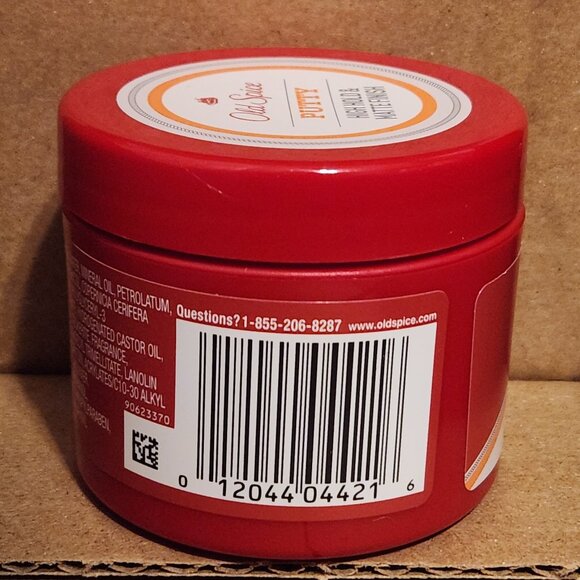 Old Spice
PUTTY
HIGH HOLD &
MATTE FINISH
MINERAL OIL, PETROLATUM,
COPERNICIA CERIFERA
CASTOR OIL,
FRAGRANCE,
LANOLIN
/C10-30 ALKYL
90623370
Questions? 1-855-206-8287 www.oldspice.com
0 12044 04421 6